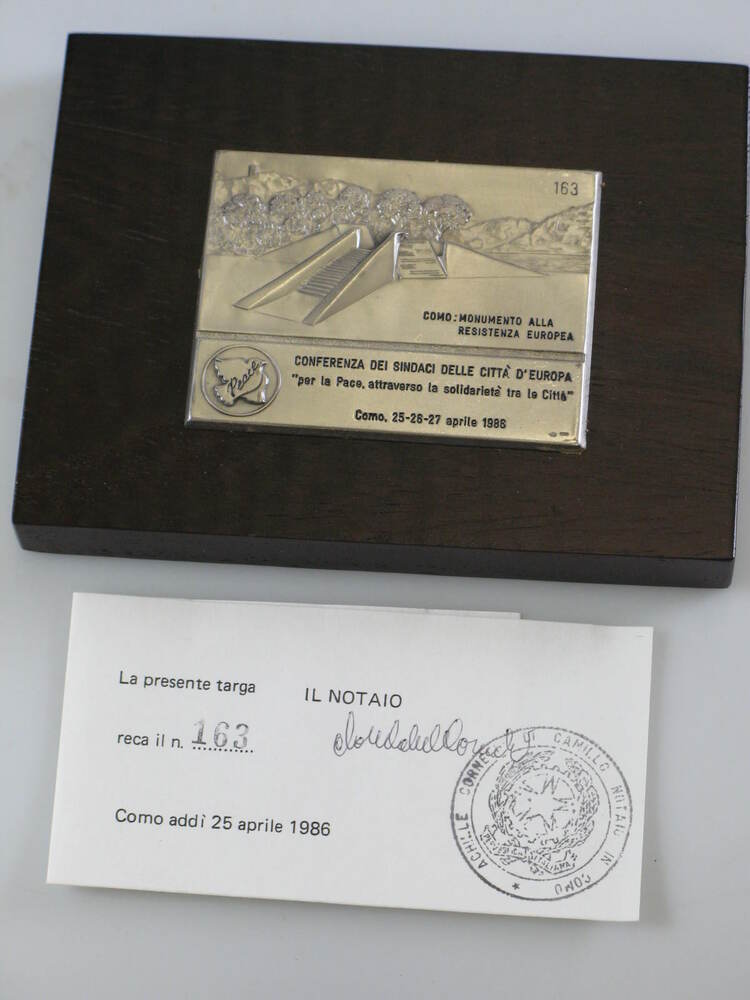 163
COMO: MONUMENTO ALLA
RESISTENZA EUROPEA
Peace
CONFERENZA DEI SINDACI DELLE CITTÀ D'EUROPA
"per la Pace, attraverso la solidarietà tra le Città"
Como, 25-26-27 aprile 1986
La presente targa
IL NOTAIO
reca il n. 163
Como addì 25 aprile 1986
ACHILLE CORNELIO DI CAMILLO NOTAIO IN COMO